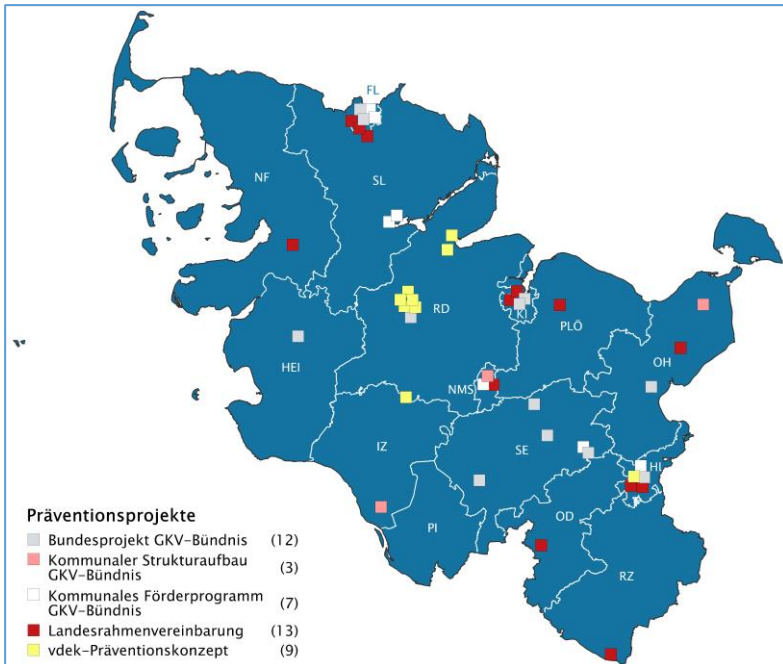 FL
NF
SL
RD
KI
PLÖ
OH
HEI
NMS
IZ
SE
HL
PI
OD
RZ
Präventionsprojekte
Bundesprojekt GKV-Bündnis (12)
Kommunaler Strukturaufbau
GKV-Bündnis (3)
Kommunales Förderprogramm
GKV-Bündnis (7)
Landesrahmenvereinbarung (13)
vdek-Präventionskonzept (9)